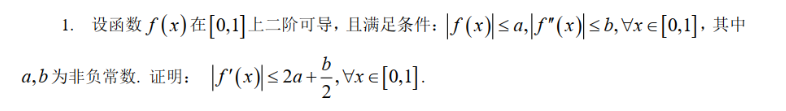 1. 设函数 f(x) 在[0,1]上二阶可导，且满足条件：|f(x)|≤a,|f″(x)|≤b,∀x∈[0,1]，其中
a,b 为非负常数. 证明： |f′(x)|≤2a+b/2,∀x∈[0,1].